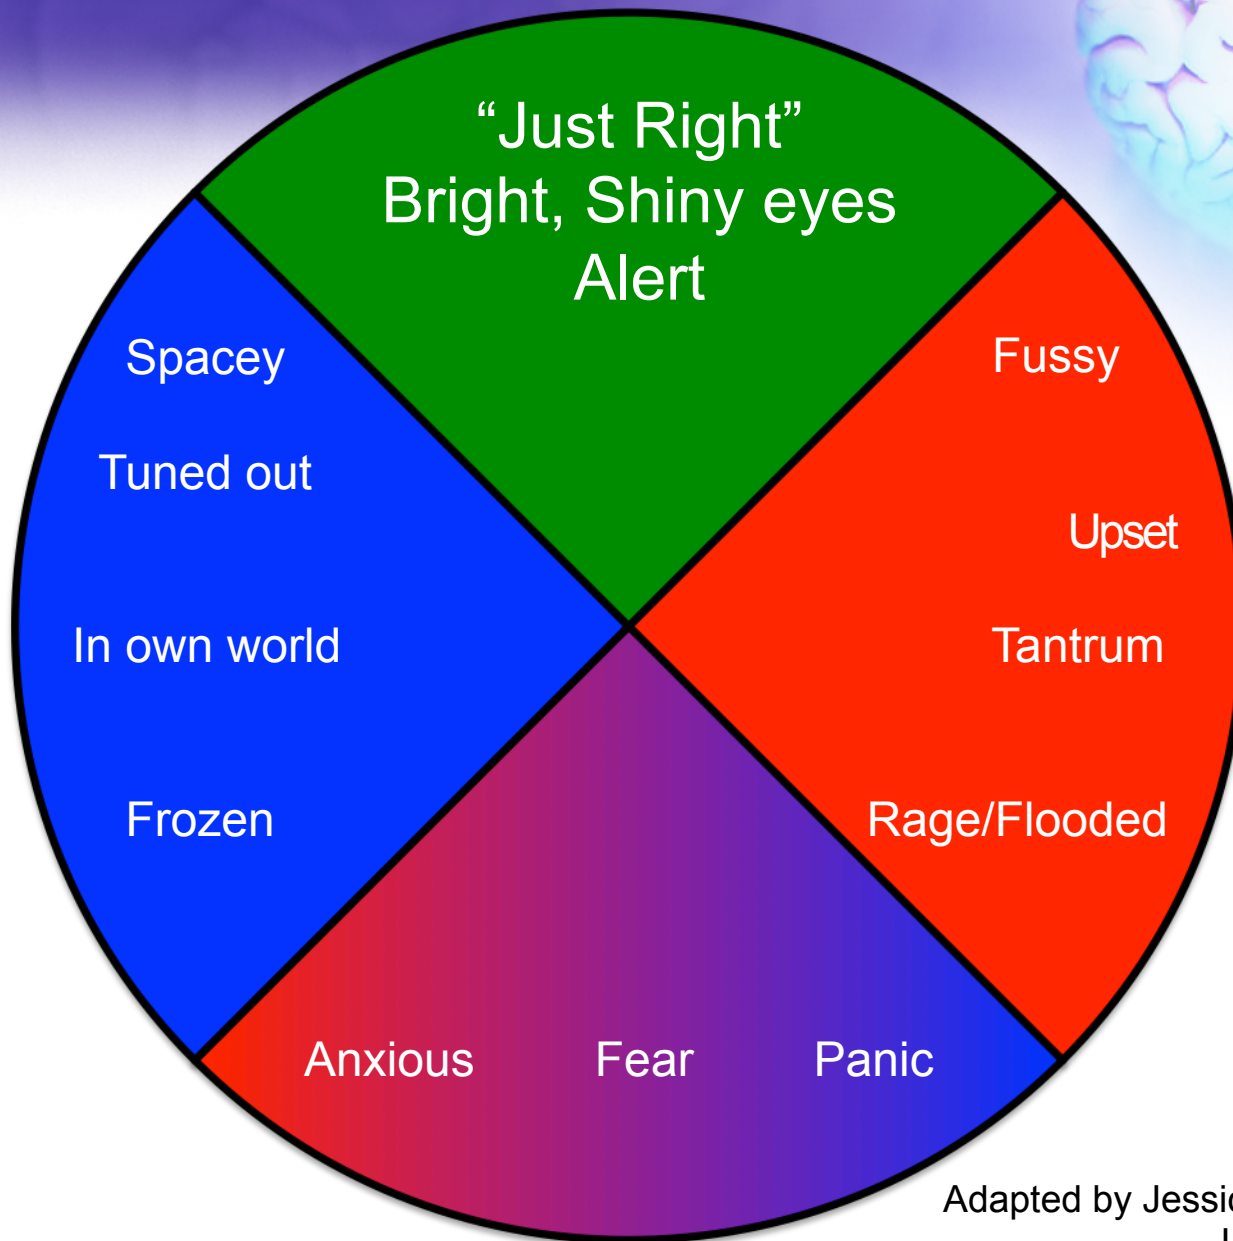 “Just Right”
Bright, Shiny eyes
Alert
Spacey
Tuned out
In own world
Frozen
Fussy
Upset
Tantrum
Rage/Flooded
Anxious Fear Panic
Adapted by